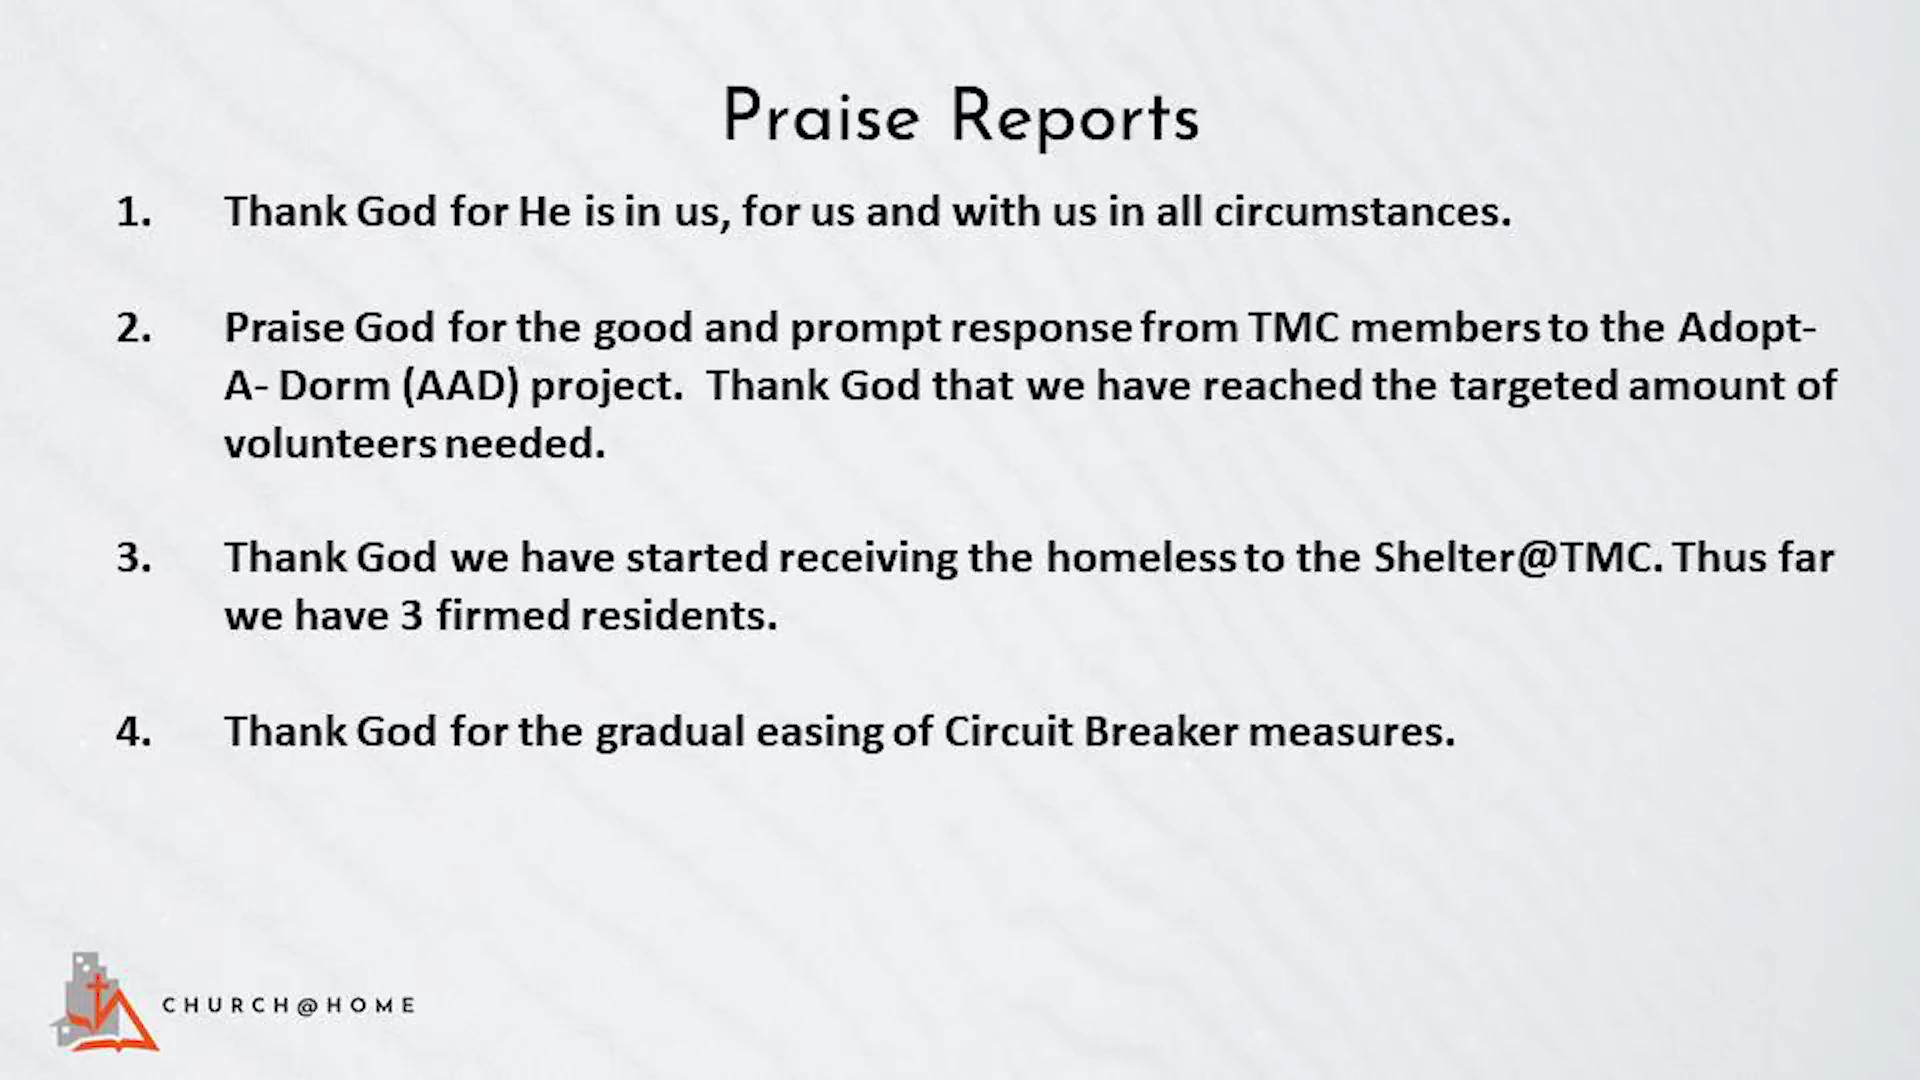 Praise Reports
1. Thank God for He is in us, for us and with us in all circumstances.
2. Praise God for the good and prompt response from TMC members to the Adopt-
A- Dorm (AAD) project. Thank God that we have reached the targeted amount of
volunteers needed.
3. Thank God we have started receiving the homeless to the Shelter@TMC. Thus far
we have 3 firmed residents.
4. Thank God for the gradual easing of Circuit Breaker measures.
CHURCH@HOME